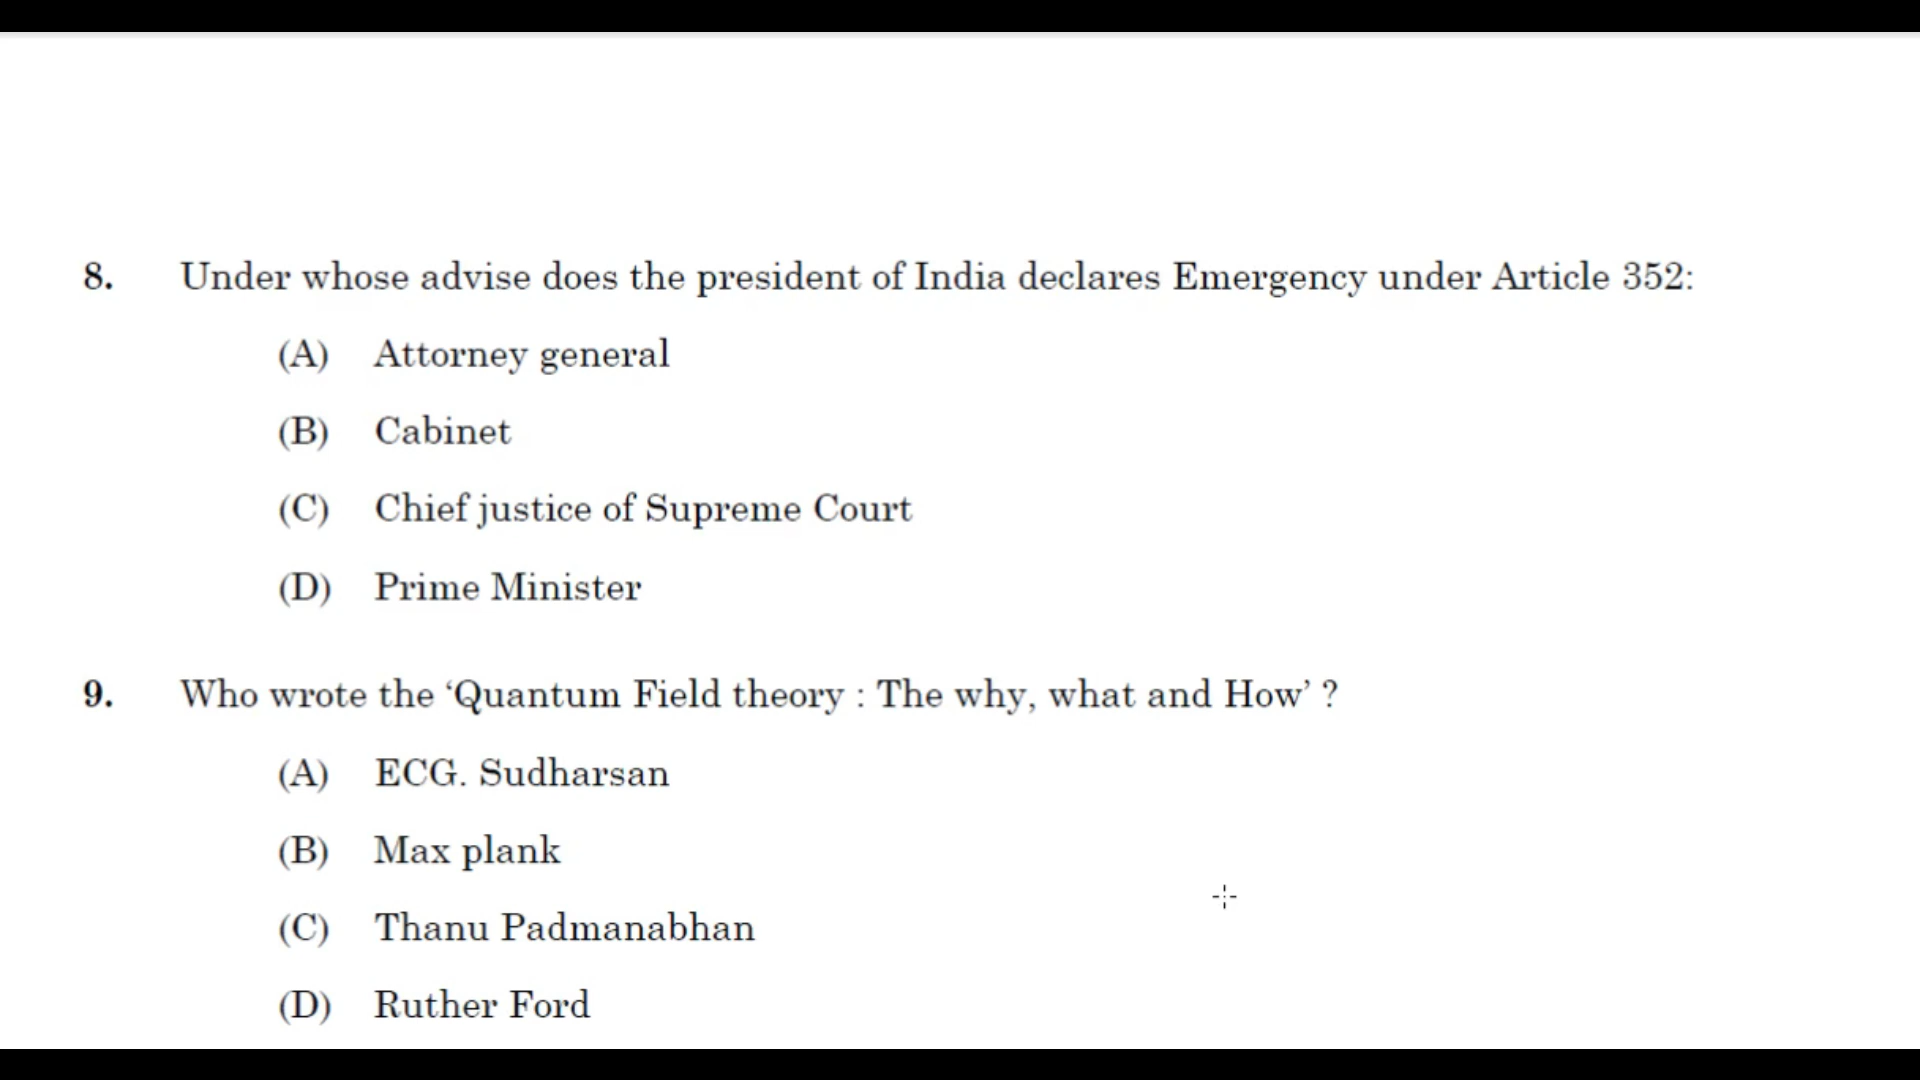 8. Under whose advise does the president of India declares Emergency under Article 352:
(A) Attorney general
(B) Cabinet
(C) Chief justice of Supreme Court
(D) Prime Minister
9. Who wrote the ‘Quantum Field theory : The why, what and How’ ?
(A) ECG. Sudharsan
(B) Max plank
(C) Thanu Padmanabhan
(D) Ruther Ford